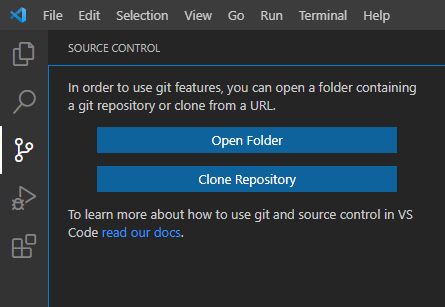 File Edit Selection View Go Run Terminal Help
SOURCE CONTROL
In order to use git features, you can open a folder containing
a git repository or clone from a URL.
Open Folder
Clone Repository
To learn more about how to use git and source control in VS
Code read our docs.